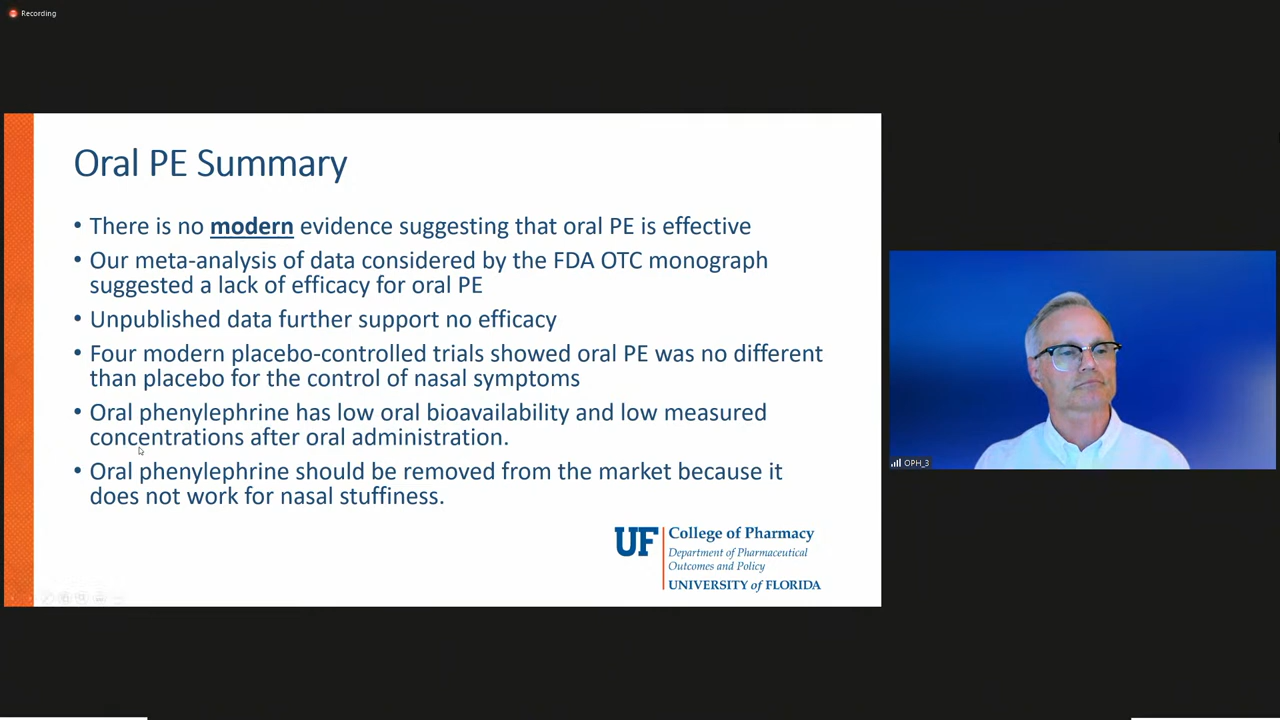 Recording
Oral PE Summary
• There is no modern evidence suggesting that oral PE is effective
• Our meta-analysis of data considered by the FDA OTC monograph
suggested a lack of efficacy for oral PE
• Unpublished data further support no efficacy
• Four modern placebo-controlled trials showed oral PE was no different
than placebo for the control of nasal symptoms
• Oral phenylephrine has low oral bioavailability and low measured
concentrations after oral administration.
• Oral phenylephrine should be removed from the market because it
does not work for nasal stuffiness.
UF
College of Pharmacy
Department of Pharmaceutical
Outcomes and Policy
UNIVERSITY of FLORIDA
OPH_3